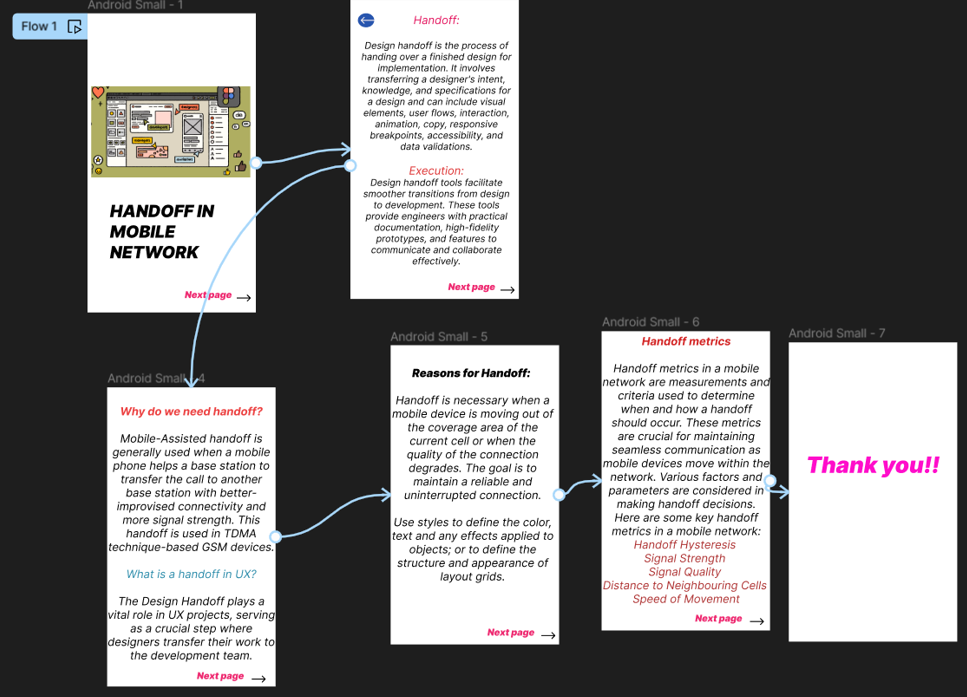 Android Small - 1
Flow 1
HANDOFF IN
MOBILE
NETWORK
Next page
Handoff:
Design handoff is the process of
handing over a finished design for
implementation. It involves
transferring a designer's intent,
knowledge, and specifications for
a design and can include visual
elements, user flows, interaction,
animation, copy, responsive
breakpoints, accessibility, and
data validations.
Execution:
Design handoff tools facilitate
smoother transitions from design
to development. These tools
provide engineers with practical
documentation, high-fidelity
prototypes, and features to
communicate and collaborate
effectively.
Next page
Android Small - 4
Why do we need handoff?
Mobile-Assisted handoff is
generally used when a mobile
phone helps a base station to
transfer the call to another
base station with better-
improvised connectivity and
more signal strength. This
handoff is used in TDMA
technique-based GSM devices.
What is a handoff in UX?
The Design Handoff plays a
vital role in UX projects, serving
as a crucial step where
designers transfer their work to
the development team.
Next page
Android Small - 5
Reasons for Handoff:
Handoff is necessary when a
mobile device is moving out of
the coverage area of the
current cell or when the
quality of the connection
degrades. The goal is to
maintain a reliable and
uninterrupted connection.
Use styles to define the color,
text and any effects applied to
objects; or to define the
structure and appearance of
layout grids.
Next page
Android Small - 6
Handoff metrics
Handoff metrics in a mobile
network are measurements and
criteria used to determine
when and how a handoff
should occur. These metrics
are crucial for maintaining
seamless communication as
mobile devices move within the
network. Various factors and
parameters are considered in
making handoff decisions.
Here are some key handoff
metrics in a mobile network:
Handoff Hysteresis
Signal Strength
Signal Quality
Distance to Neighbouring Cells
Speed of Movement
Next page
Android Small - 7
Thank you!!